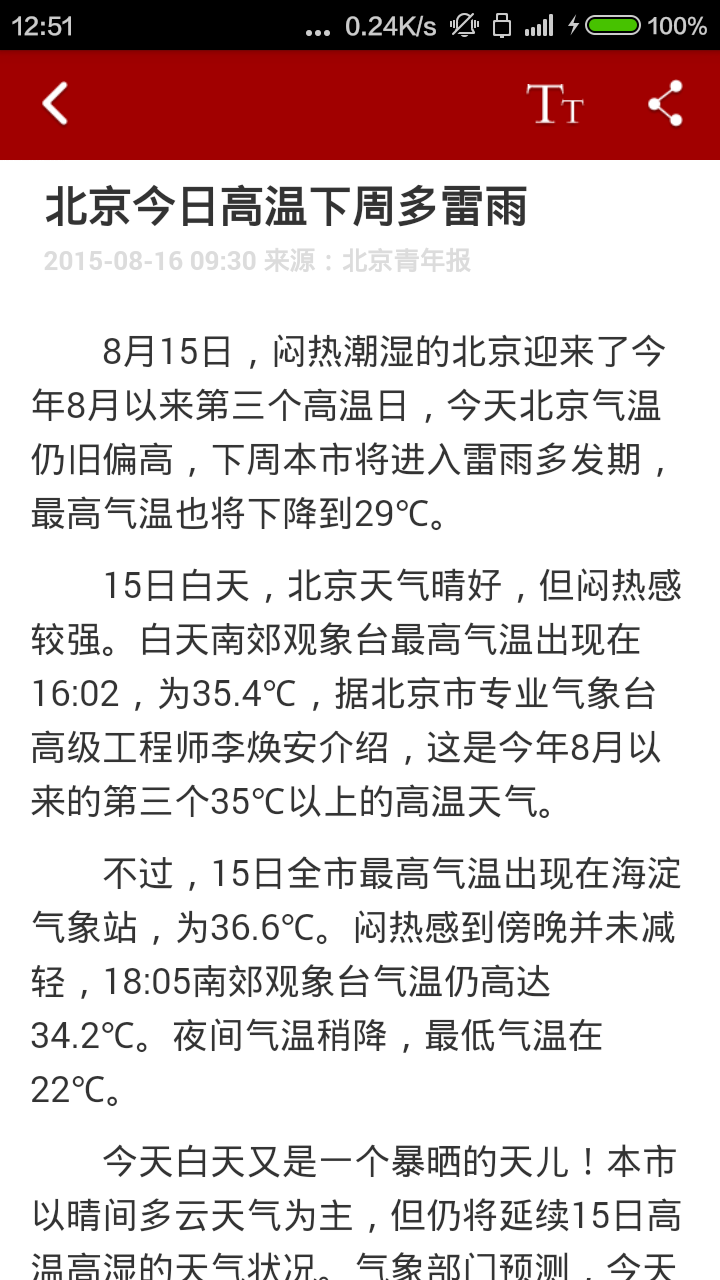 12:51 ... 0.24K/s 100%
TT
北京今日高温下周多雷雨
2015-08-16 09:30 来源：北京青年报
8月15日，闷热潮湿的北京迎来了今
年8月以来第三个高温日，今天北京气温
仍旧偏高，下周本市将进入雷雨多发期，
最高气温也将下降到29℃。
15日白天，北京天气晴好，但闷热感
较强。白天南郊观象台最高气温出现在
16:02，为35.4℃，据北京市专业气象台
高级工程师李焕安介绍，这是今年8月以
来的第三个35℃以上的高温天气。
不过，15日全市最高气温出现在海淀
气象站，为36.6℃。闷热感到傍晚并未减
轻，18:05南郊观象台气温仍高达
34.2℃。夜间气温稍降，最低气温在
22℃。
今天白天又是一个暴晒的天儿！本市
以晴间多云天气为主，但仍将延续15日高
温高湿的天气状况。气象部门预测，今天